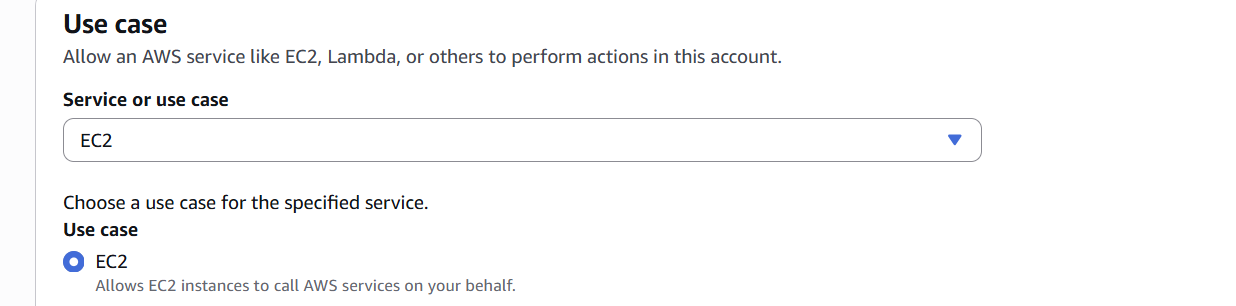 Use case
Allow an AWS service like EC2, Lambda, or others to perform actions in this account.
Service or use case
EC2
Choose a use case for the specified service.
Use case
EC2
Allows EC2 instances to call AWS services on your behalf.